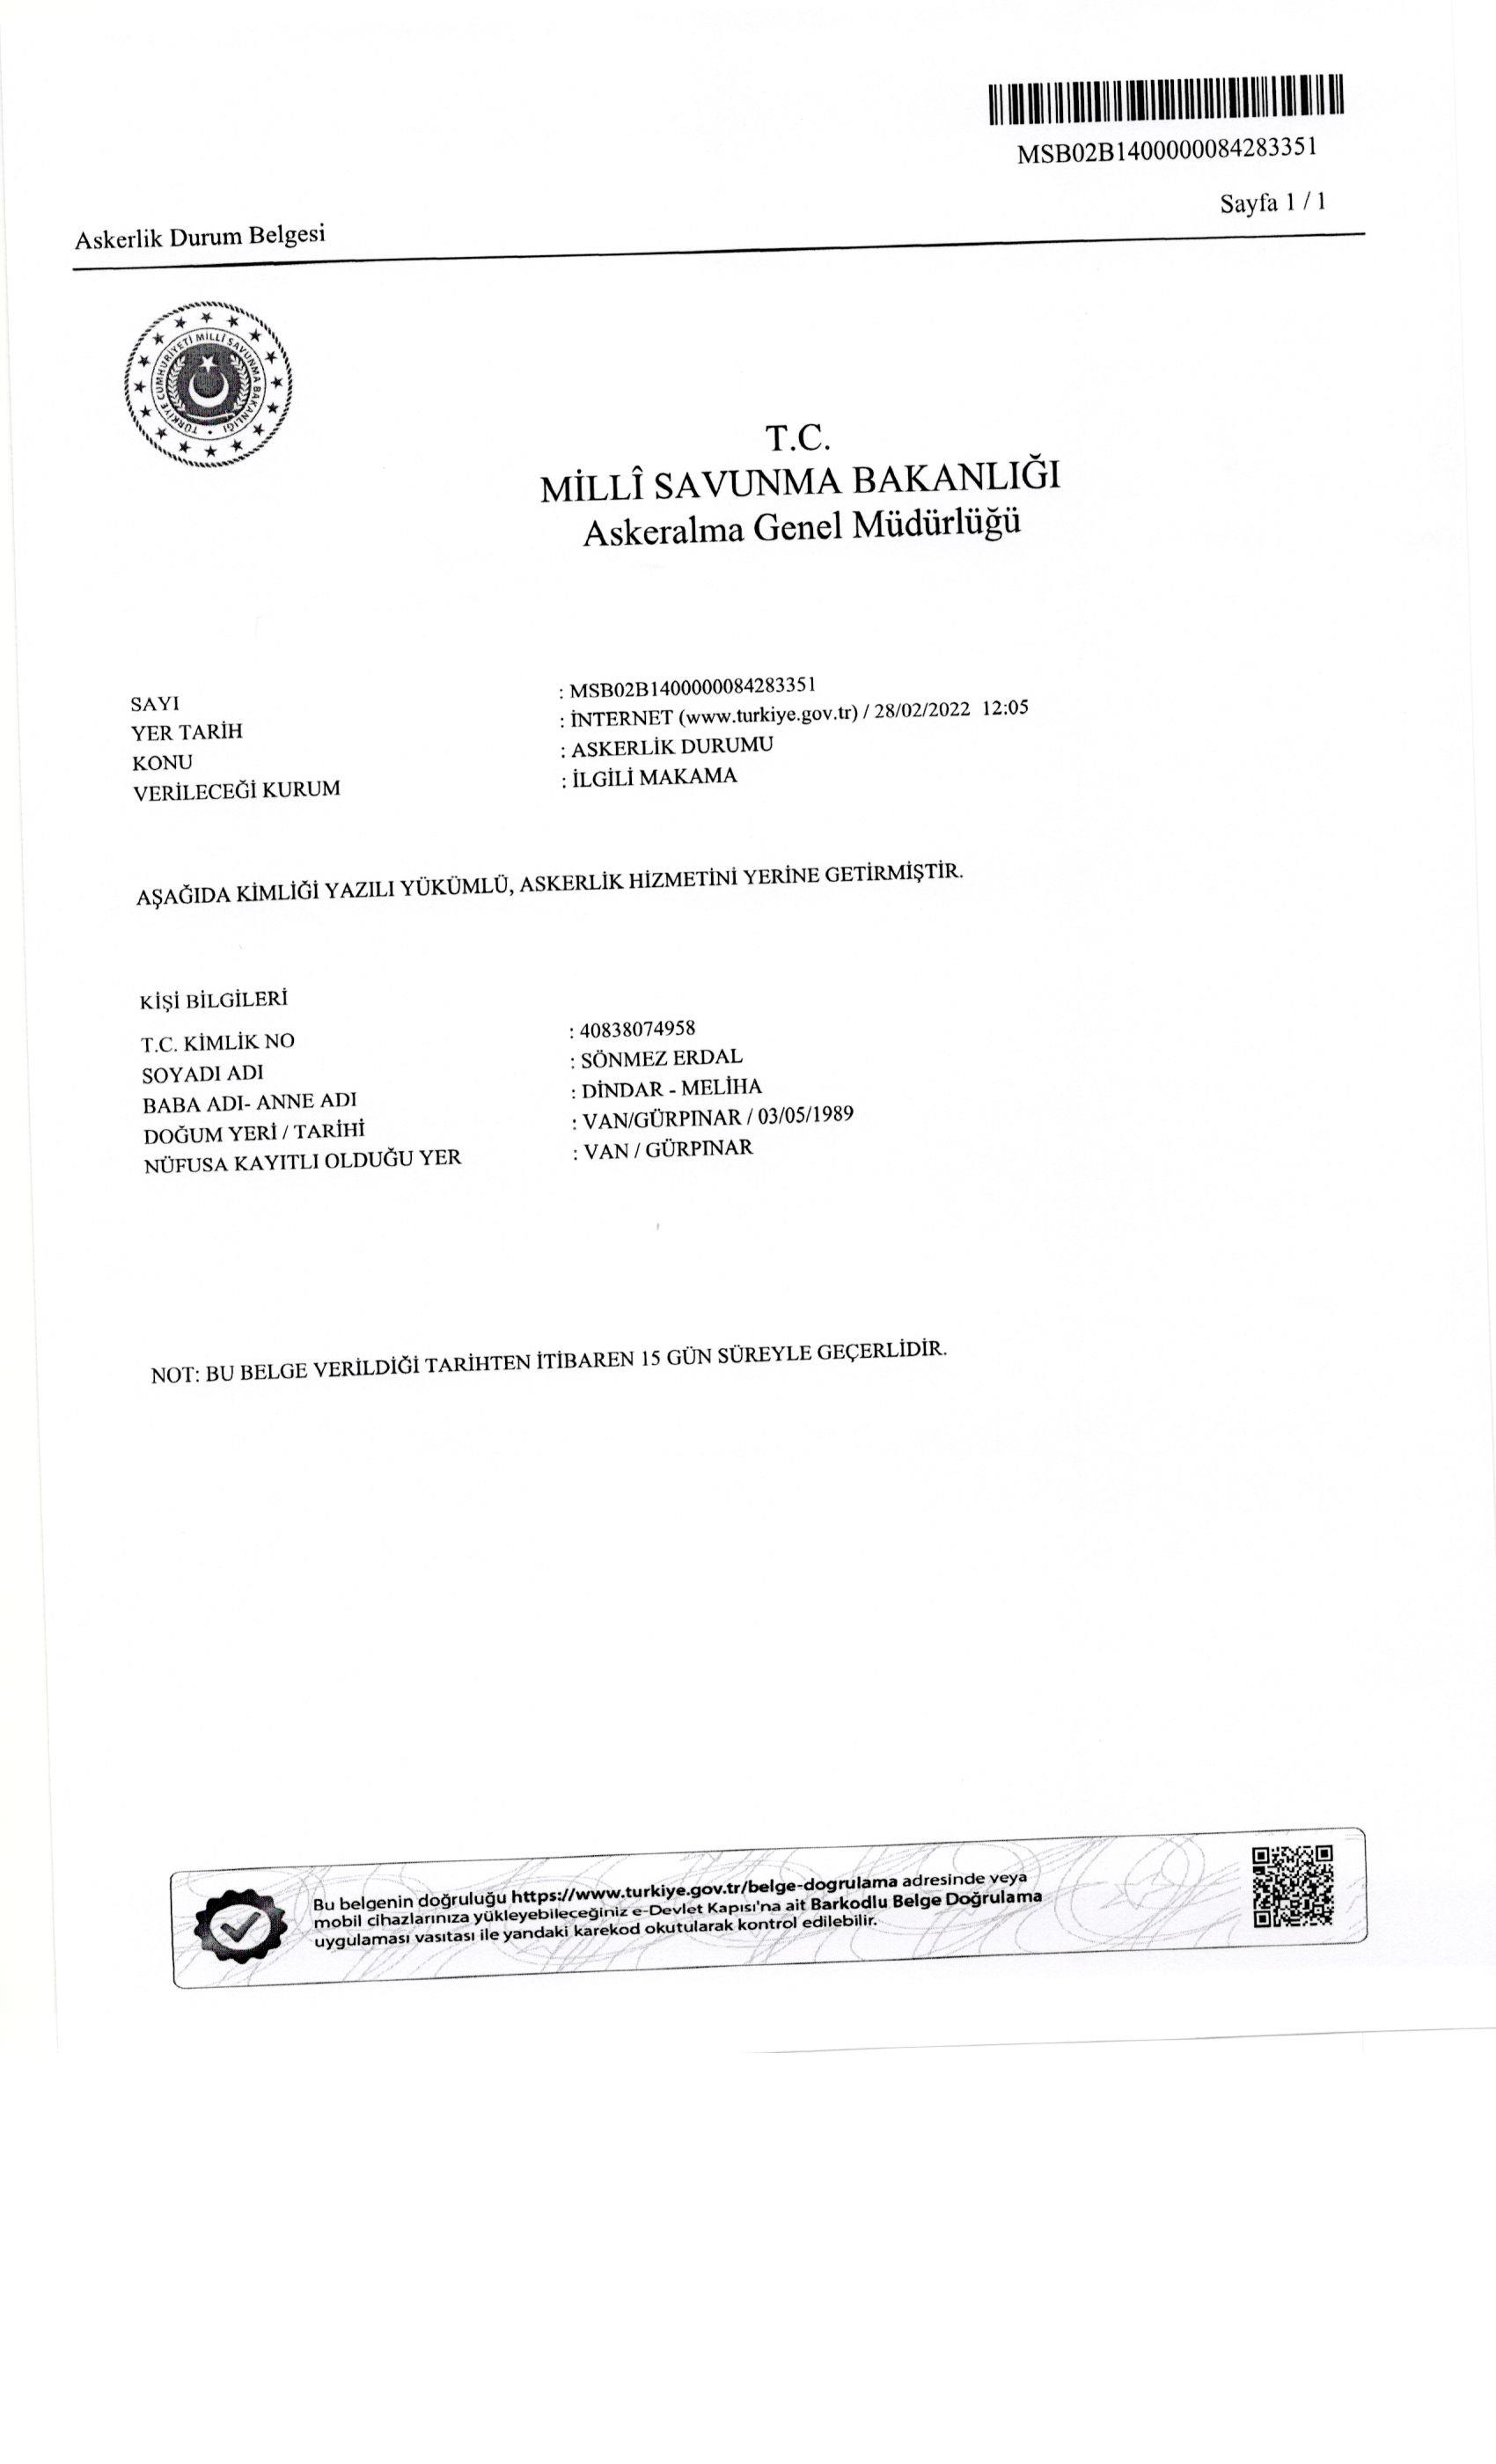 MSB02B1400000084283351
Sayfa 1 / 1
Askerlik Durum Belgesi
TÜRKİYE CUMHURİYETİ MİLLÎ SAVUNMA BAKANLIĞI
T.C.
MİLLÎ SAVUNMA BAKANLIĞI
Askeralma Genel Müdürlüğü
SAYI : MSB02B1400000084283351
YER TARİH : İNTERNET (www.turkiye.gov.tr) / 28/02/2022 12:05
KONU : ASKERLİK DURUMU
VERİLECEĞİ KURUM : İLGİLİ MAKAMA
AŞAĞIDA KİMLİĞİ YAZILI YÜKÜMLÜ, ASKERLİK HİZMETİNİ YERİNE GETİRMİŞTİR.
KİŞİ BİLGİLERİ
T.C. KİMLİK NO : 40838074958
SOYADI ADI : SÖNMEZ ERDAL
BABA ADI- ANNE ADI : DİNDAR - MELİHA
DOĞUM YERİ / TARİHİ : VAN/GÜRPINAR / 03/05/1989
NÜFUSA KAYITLI OLDUĞU YER : VAN / GÜRPINAR
NOT: BU BELGE VERİLDİĞİ TARİHTEN İTİBAREN 15 GÜN SÜREYLE GEÇERLİDİR.
Bu belgenin doğruluğu https://www.turkiye.gov.tr/belge-dogrulama adresinde veya
mobil cihazlarınıza yükleyebileceğiniz e-Devlet Kapısı'na ait Barkodlu Belge Doğrulama
uygulaması vasıtası ile yandaki karekod okutularak kontrol edilebilir.